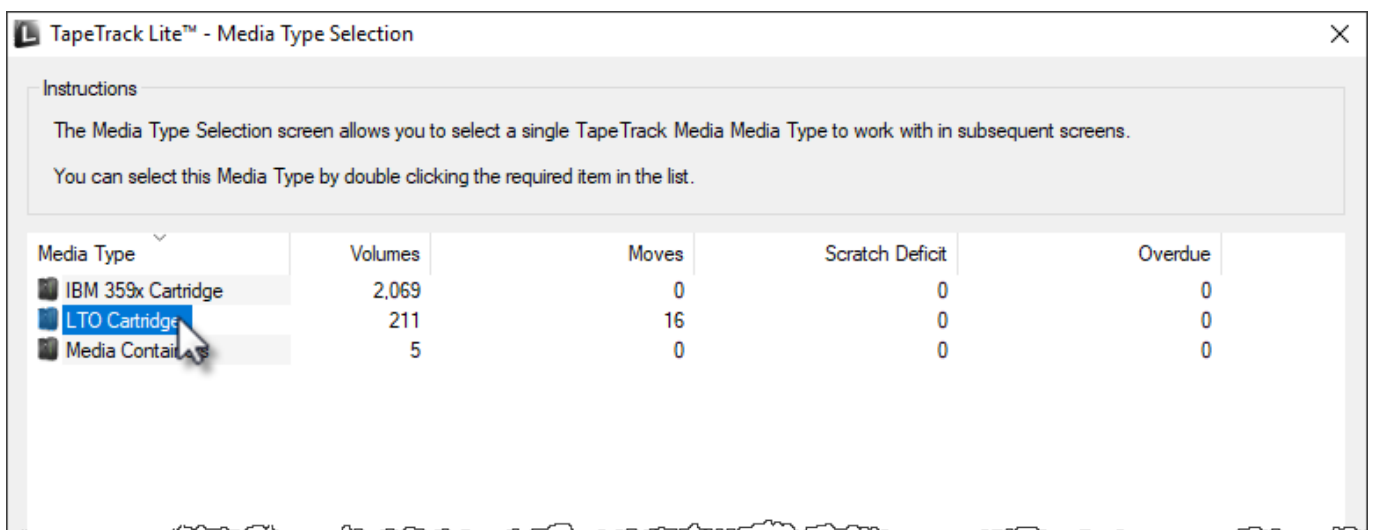 TapeTrack Lite™ - Media Type Selection
Instructions
The Media Type Selection screen allows you to select a single TapeTrack Media Media Type to work with in subsequent screens.
You can select this Media Type by double clicking the required item in the list.
Media Type Volumes Moves Scratch Deficit Overdue
IBM 359x Cartridge 2,069 0 0 0
LTO Cartridge 211 16 0 0
Media Containers 5 0 0 0